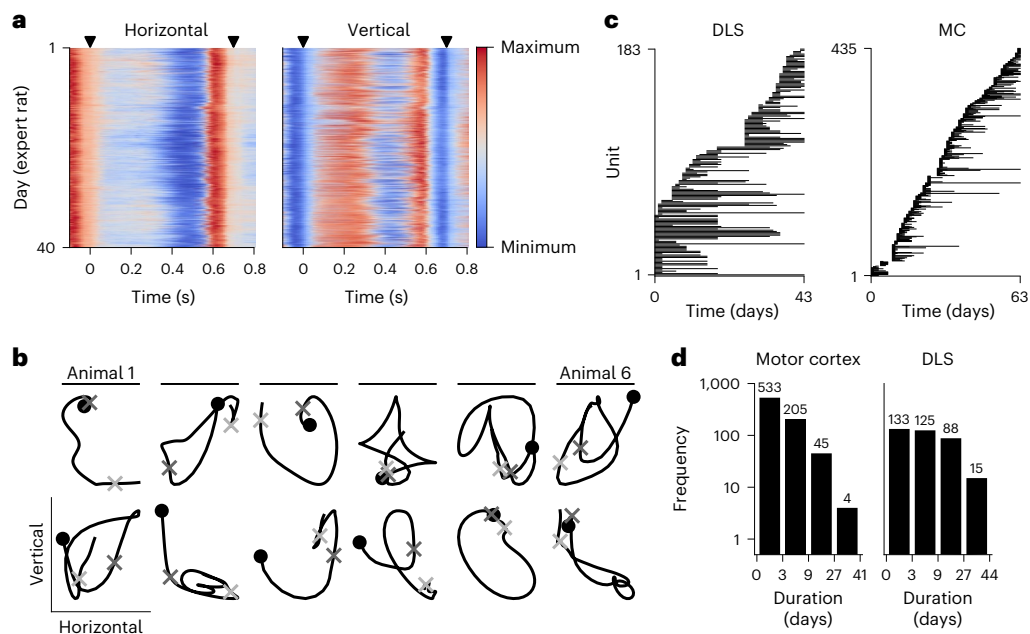 a
Horizontal
Vertical
Maximum
Minimum
Day (expert rat)
1
40
0 0.2 0.4 0.6 0.8
0 0.2 0.4 0.6 0.8
Time (s)
Time (s)
b
Animal 1
Animal 6
Vertical
Horizontal
c
DLS
MC
183
435
Unit
1
1
0 43
0 63
Time (days)
Time (days)
d
Motor cortex
DLS
Frequency
1,000
100
10
1
533
205
45
4
133
125
88
15
0 3 9 27 41
0 3 9 27 44
Duration
(days)
Duration
(days)